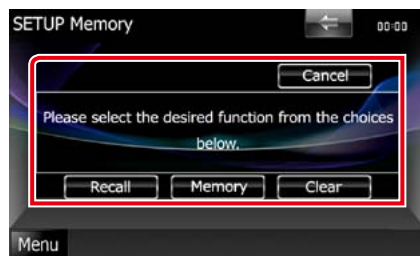 SETUP Memory 00:00
Cancel
Please select the desired function from the choices
below.
Recall Memory Clear
Menu